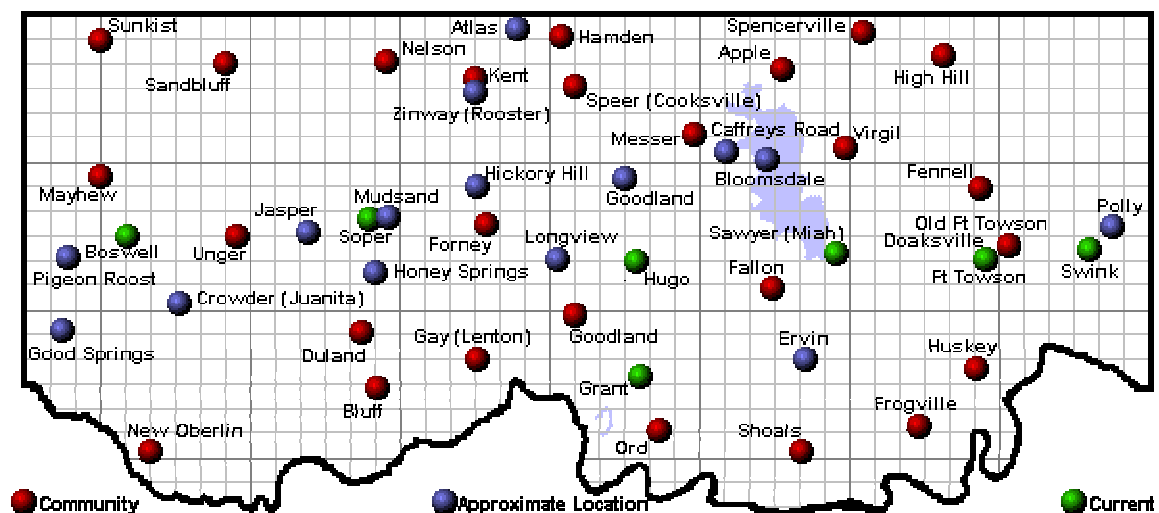 Sunkist
Atlas
Hamden
Spencerville
Sandbluff
Nelson
Kent
Apple
High Hill
Zinway (Rooster)
Speer (Cooksville)
Messer
Caffreys Road
Virgil
Mayhew
Hickory Hill
Goodland
Bloomsdale
Fennell
Jasper
Mudsand
Polly
Boswell
Unger
Soper
Forney
Longview
Sawyer (Miah)
Old Ft Towson
Doaksville
Pigeon Roost
Honey Springs
Hugo
Fallon
Ft Towson
Swink
Crowder (Juanita)
Good Springs
Duland
Gay (Lenton)
Goodland
Ervin
Huskey
Bluff
Grant
Frogville
New Oberlin
Ord
Shoals
Community
Approximate Location
Current